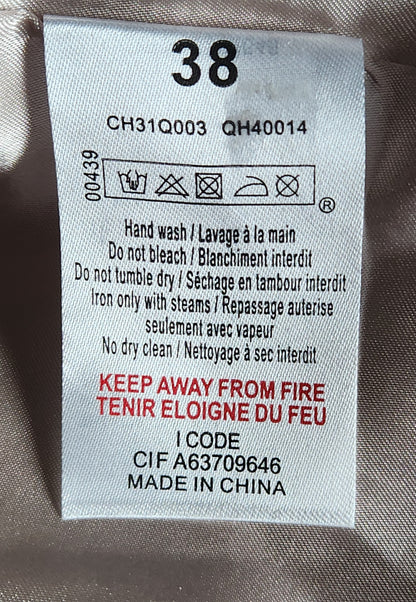 38
CH31Q003 QH40014
00439
®
Hand wash / Lavage à la main
Do not bleach / Blanchiment interdit
Do not tumble dry / Séchage en tambour interdit
Iron only with steams / Repassage auterise
seulement avec vapeur
No dry clean / Nettoyage à sec interdit
KEEP AWAY FROM FIRE
TENIR ELOIGNE DU FEU
I CODE
CIF A63709646
MADE IN CHINA